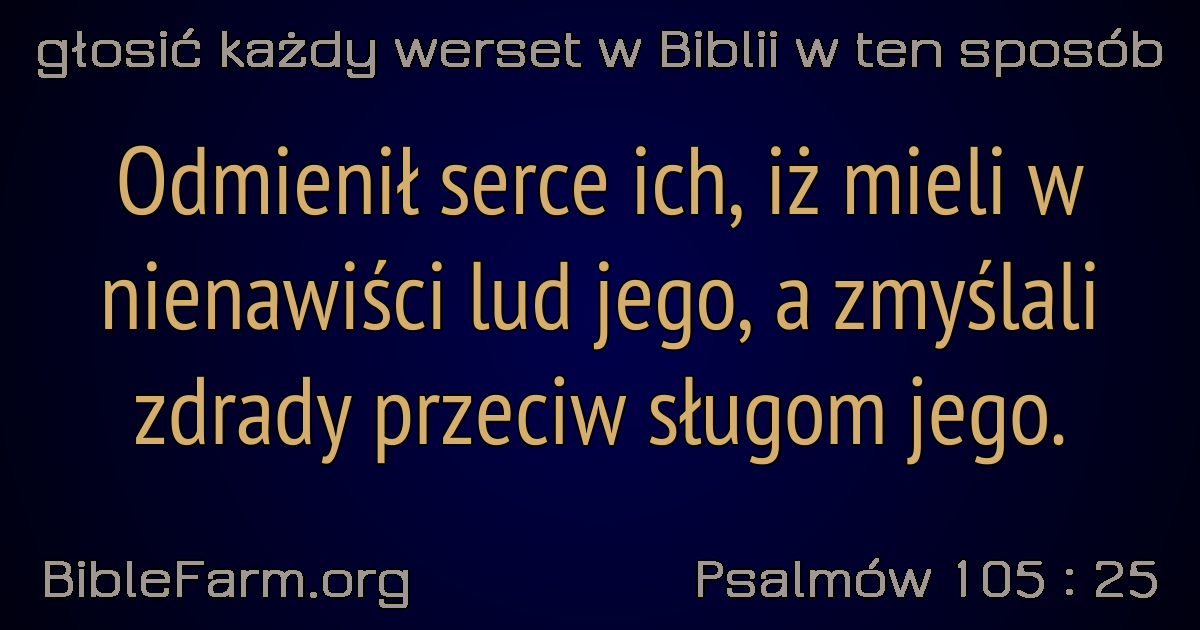 głosić każdy werset w Biblii w ten sposób
Odmienił serce ich, iż mieli w
nienawiści lud jego, a zmyślali
zdrady przeciw sługom jego.
BibleFarm.org
Psalmów 105 : 25